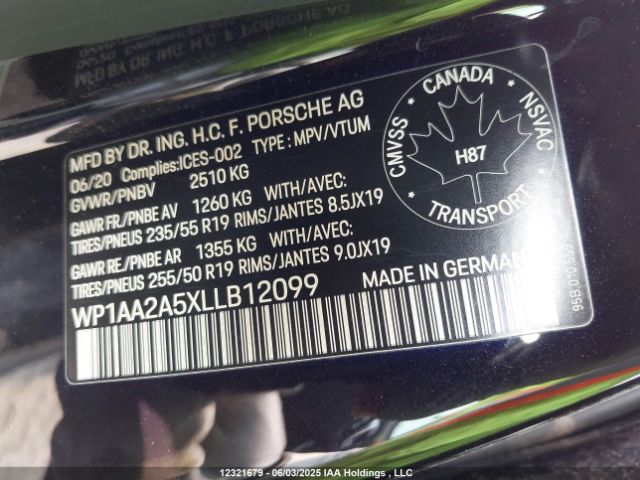 MFD BY DR. ING. H.C. F. PORSCHE AG
06/20 Complies:ICES-002 TYPE : MPV/VTUM
GVWR/PNBV 2510 KG
GAWR FR./PNBE AV 1260 KG WITH/AVEC:
TIRES/PNEUS 235/55 R19 RIMS/JANTES 8.5JX19
GAWR RE./PNBE AR 1355 KG WITH/AVEC:
TIRES/PNEUS 255/50 R19 RIMS/JANTES 9.0JX19
WP1AA2A5XLLB12099 MADE IN GERMANY
CANADA
CMVSS
NSVAC
H87
TRANSPORT
12321679 - 06/03/2025 IAA Holdings , LLC